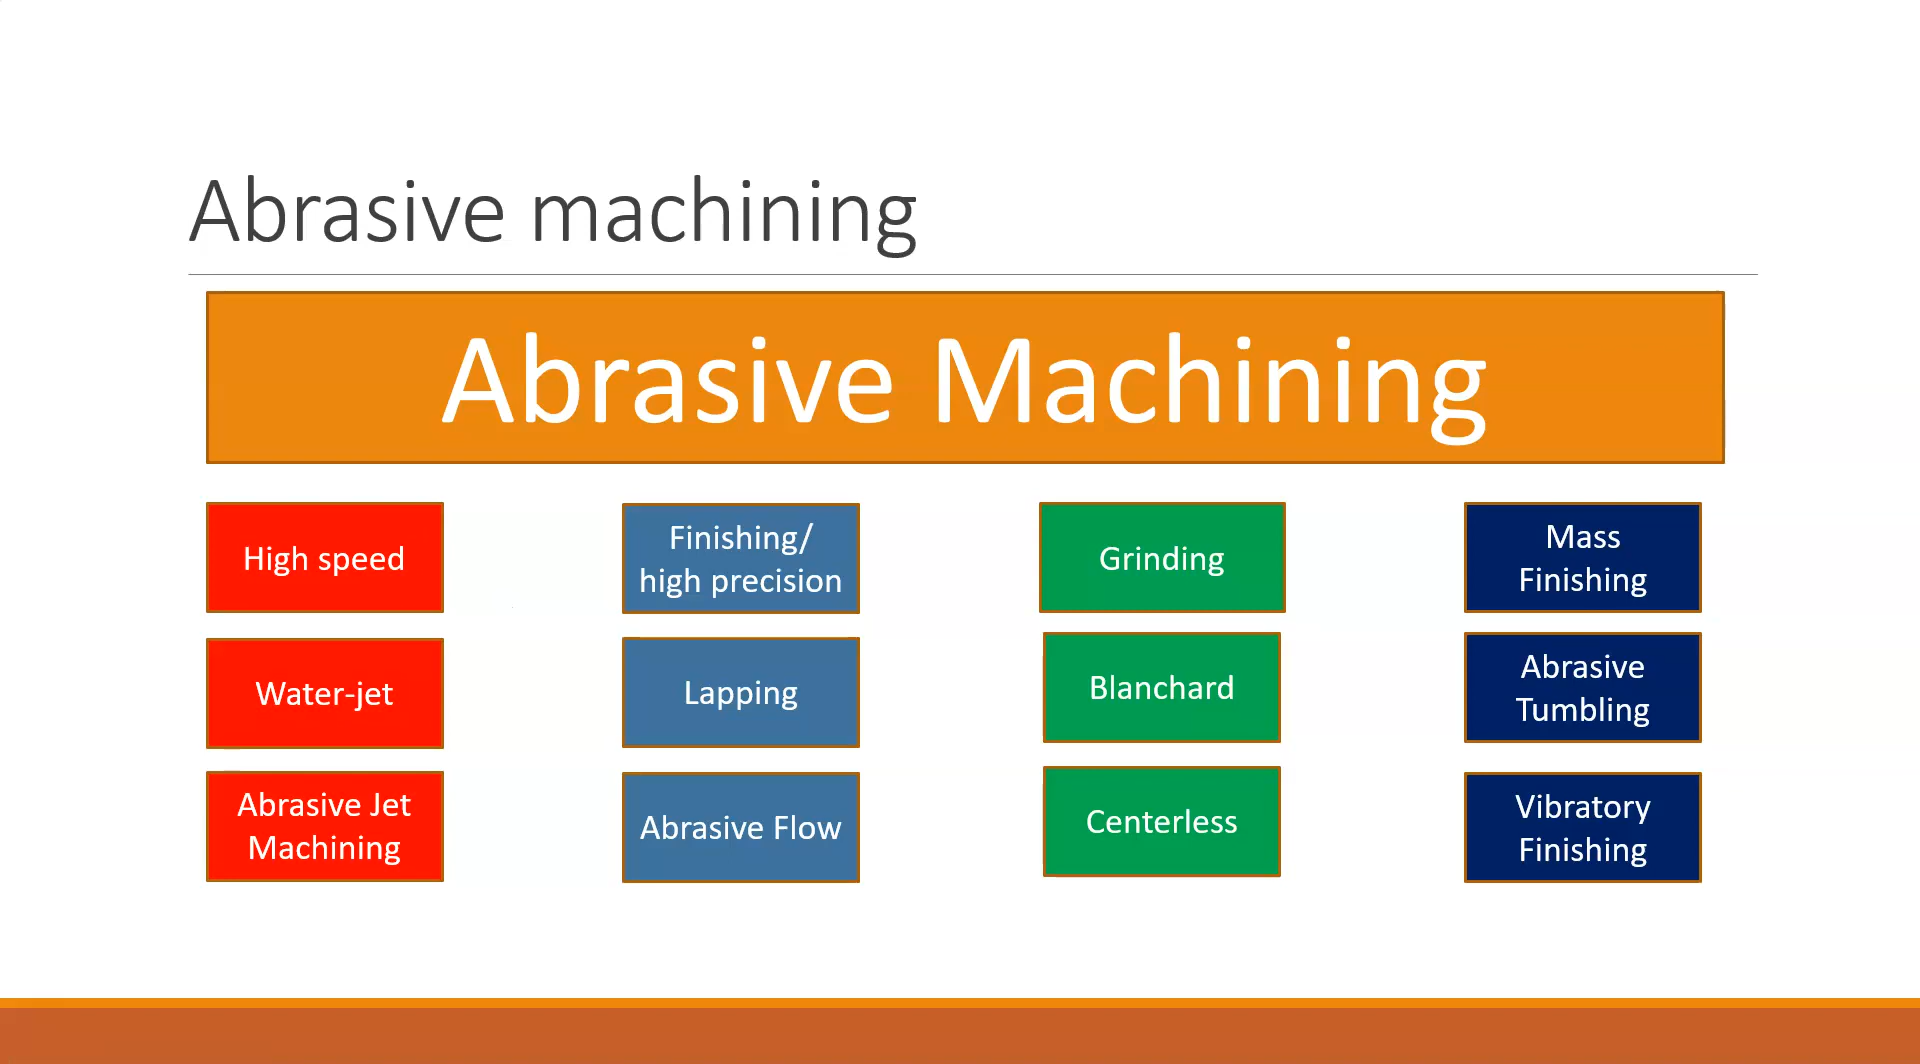 Abrasive machining
Abrasive Machining
High speed
Water-jet
Abrasive Jet
Machining
Finishing/
high precision
Lapping
Abrasive Flow
Grinding
Blanchard
Centerless
Mass
Finishing
Abrasive
Tumbling
Vibratory
Finishing